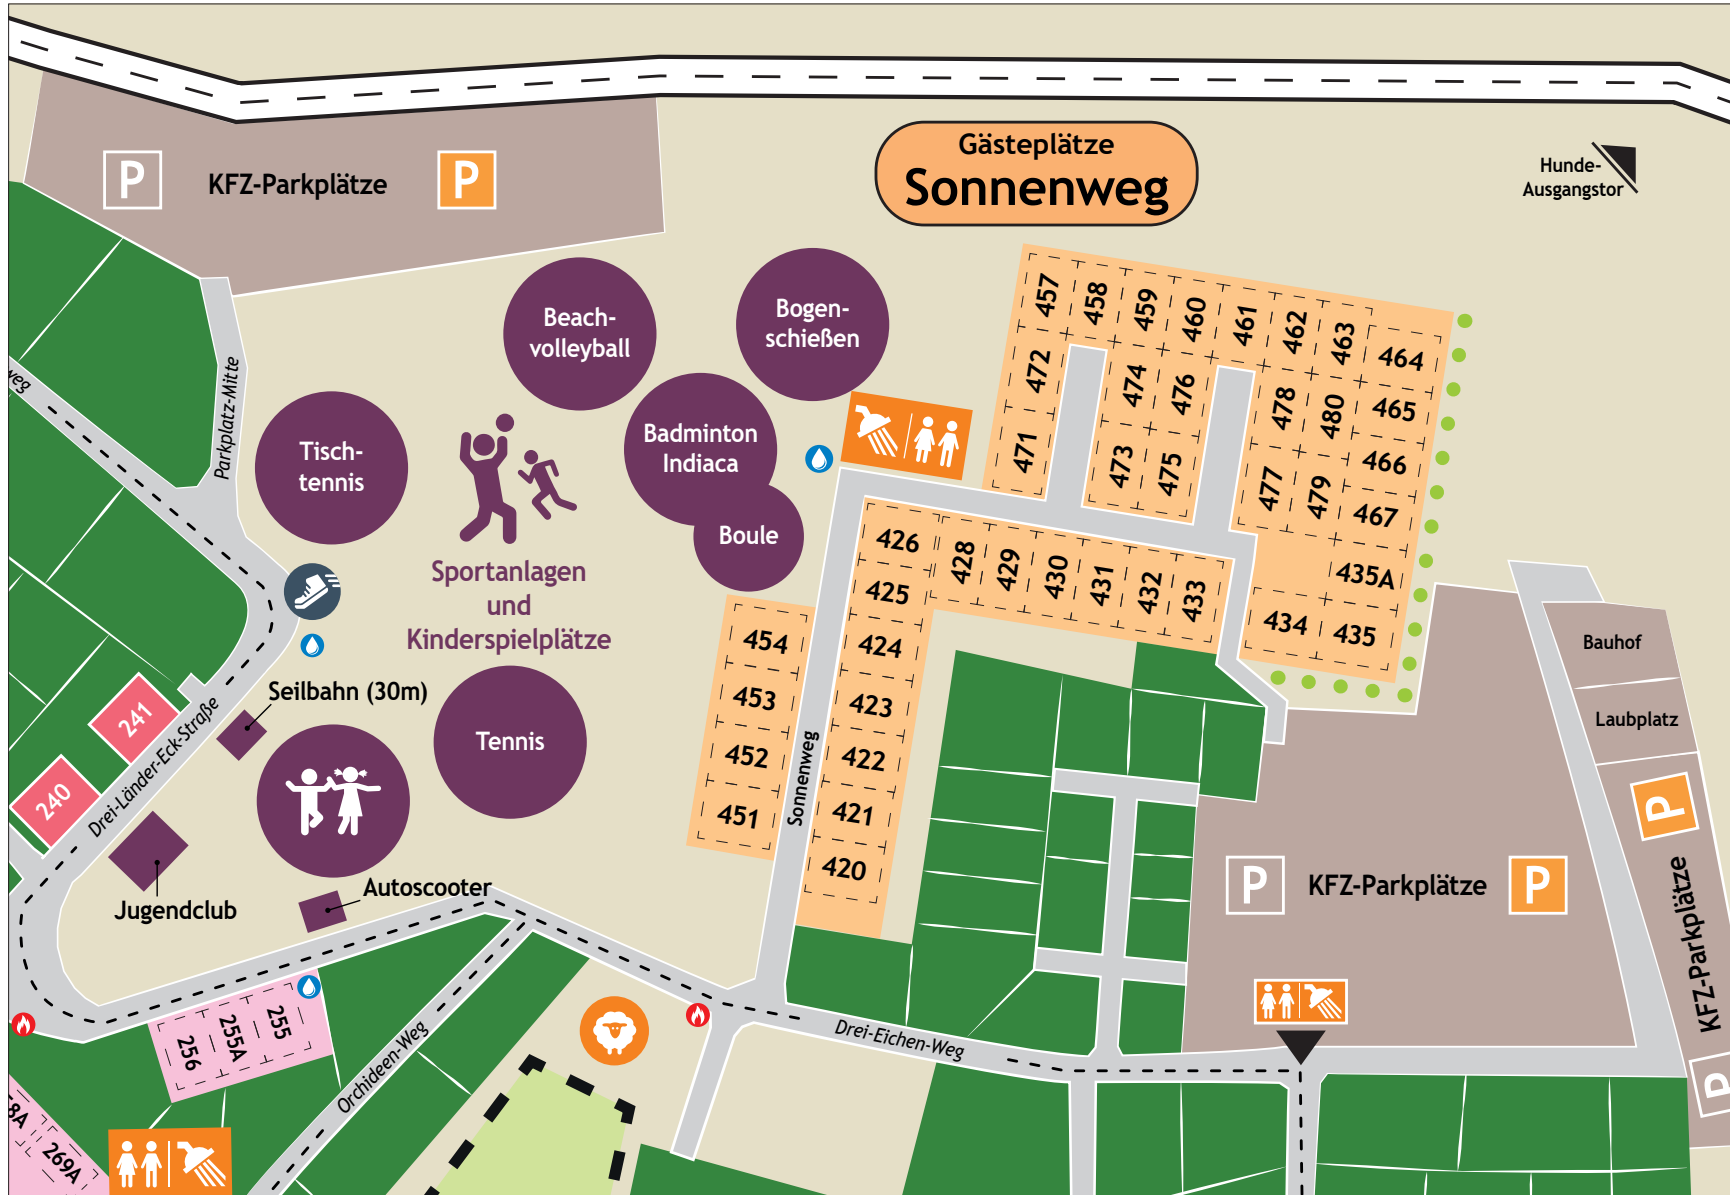 Gästeplätze
Sonnenweg
Hunde-
Ausgangstor
P
KFZ-Parkplätze
P
Beach-
volleyball
Bogen-
schießen
Parkplatz-Mitte
weg
Tisch-
tennis
Badminton
Indiaca
Boule
Sportanlagen
und
Kinderspielplätze
457
458
459
460
461
462
463
464
472
474
476
478
480
465
471
473
475
477
479
466
467
435A
434
435
426
428
429
430
431
432
433
425
424
423
422
421
420
454
453
452
451
Sonnenweg
Seilbahn (30m)
Tennis
241
240
Drei-Länder-Eck-Straße
Jugendclub
Autoscooter
Bauhof
Laubplatz
P
KFZ-Parkplätze
P
P
KFZ-Parkplätze
P
256
255A
255
Orchideen-Weg
Drei-Eichen-Weg
8A
269A